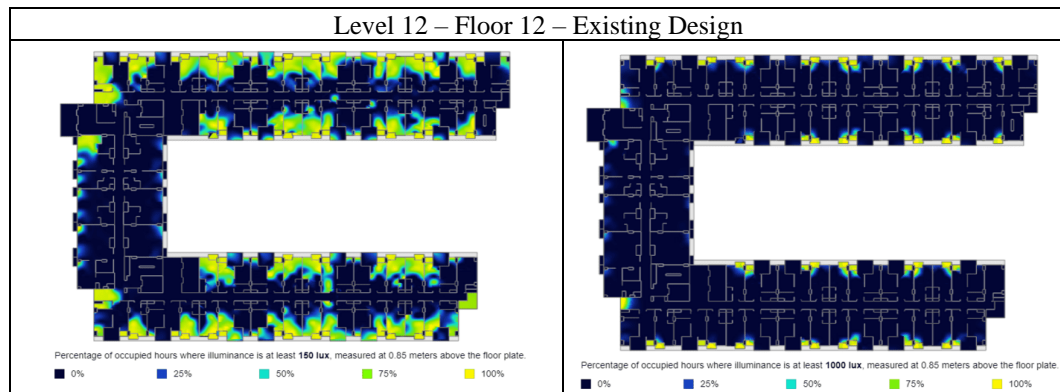 Level 12 – Floor 12 – Existing Design
Percentage of occupied hours where illuminance is at least 150 lux, measured at 0.85 meters above the floor plate.
0% 25% 50% 75% 100%
Percentage of occupied hours where illuminance is at least 1000 lux, measured at 0.85 meters above the floor plate.
0% 25% 50% 75% 100%